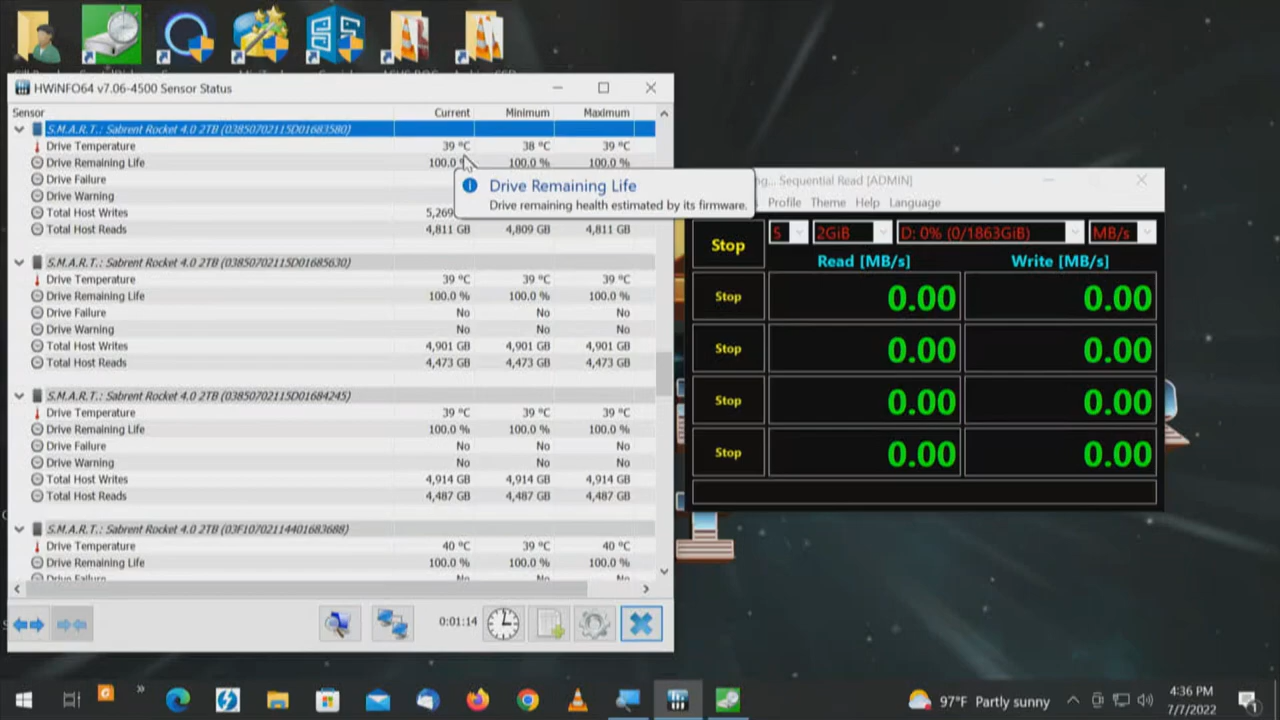 HWiNFO64 v7.06-4500 Sensor Status
Sensor Current Minimum Maximum
S.M.A.R.T.: Sabrent Rocket 4.0 2TB (03850702115D01683580)
Drive Temperature 39 °C 38 °C 39 °C
Drive Remaining Life 100.0 % 100.0 % 100.0 %
Drive Failure
Drive Warning
Total Host Writes
Total Host Reads 4,811 GB 4,809 GB 4,811 GB
Drive Remaining Life
Drive remaining health estimated by its firmware.
S.M.A.R.T.: Sabrent Rocket 4.0 2TB (03850702115D01685630)
Drive Temperature 39 °C 39 °C 39 °C
Drive Remaining Life 100.0 % 100.0 % 100.0 %
Drive Failure No No No
Drive Warning No No No
Total Host Writes 4,901 GB 4,901 GB 4,901 GB
Total Host Reads 4,473 GB 4,473 GB 4,473 GB
S.M.A.R.T.: Sabrent Rocket 4.0 2TB (03850702115D01684245)
Drive Temperature 39 °C 39 °C 39 °C
Drive Remaining Life 100.0 % 100.0 % 100.0 %
Drive Failure No No No
Drive Warning No No No
Total Host Writes 4,914 GB 4,914 GB 4,914 GB
Total Host Reads 4,487 GB 4,487 GB 4,487 GB
S.M.A.R.T.: Sabrent Rocket 4.0 2TB (03F10702114401683688)
Drive Temperature 40 °C 39 °C 40 °C
Drive Remaining Life 100.0 % 100.0 % 100.0 %
Drive Failure No No No
0:01:14
Sequential Read [ADMIN]
Profile Theme Help Language
Stop 5 2GiB D: 0% (0/1863GiB) MB/s
Read [MB/s] Write [MB/s]
Stop 0.00 0.00
Stop 0.00 0.00
Stop 0.00 0.00
Stop 0.00 0.00
97°F Partly sunny
4:36 PM
7/7/2022
1